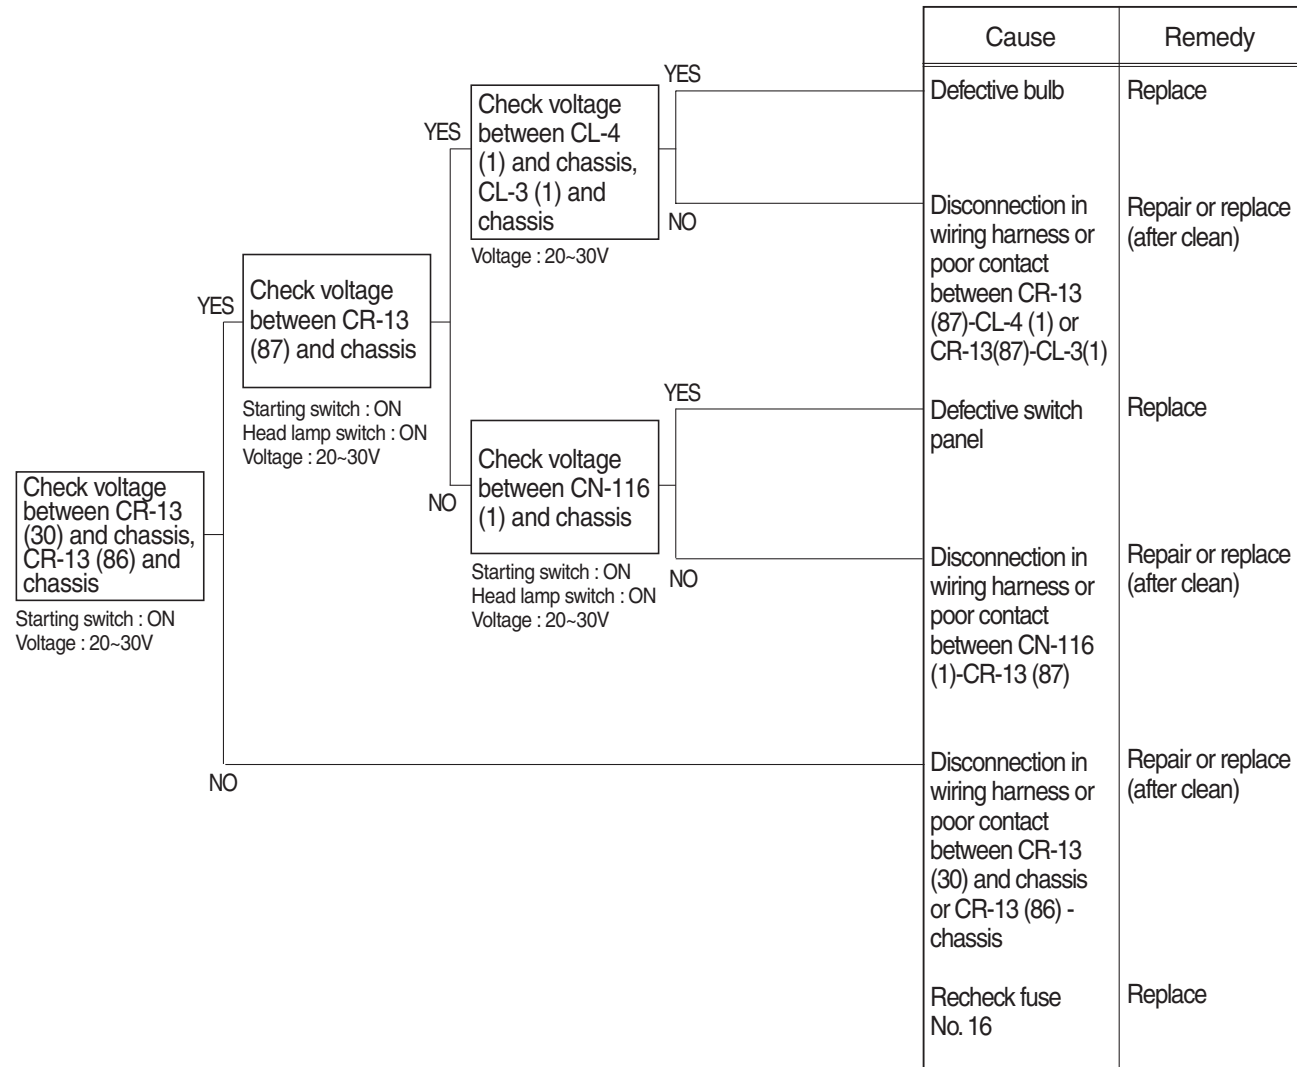 Cause
Remedy
YES
Check voltage
between CL-4
(1) and chassis,
CL-3 (1) and
chassis
Voltage : 20~30V
YES
NO
Defective bulb
Replace
Disconnection in
wiring harness or
poor contact
between CR-13
(87)-CL-4 (1) or
CR-13(87)-CL-3(1)
Repair or replace
(after clean)
YES
Check voltage
between CR-13
(87) and chassis
Starting switch : ON
Head lamp switch : ON
Voltage : 20~30V
YES
Defective switch
panel
Replace
NO
Check voltage
between CN-116
(1) and chassis
Starting switch : ON
Head lamp switch : ON
Voltage : 20~30V
NO
Disconnection in
wiring harness or
poor contact
between CN-116
(1)-CR-13 (87)
Repair or replace
(after clean)
Check voltage
between CR-13
(30) and chassis,
CR-13 (86) and
chassis
Starting switch : ON
Voltage : 20~30V
NO
Disconnection in
wiring harness or
poor contact
between CR-13
(30) and chassis
or CR-13 (86) -
chassis
Repair or replace
(after clean)
Recheck fuse
No. 16
Replace